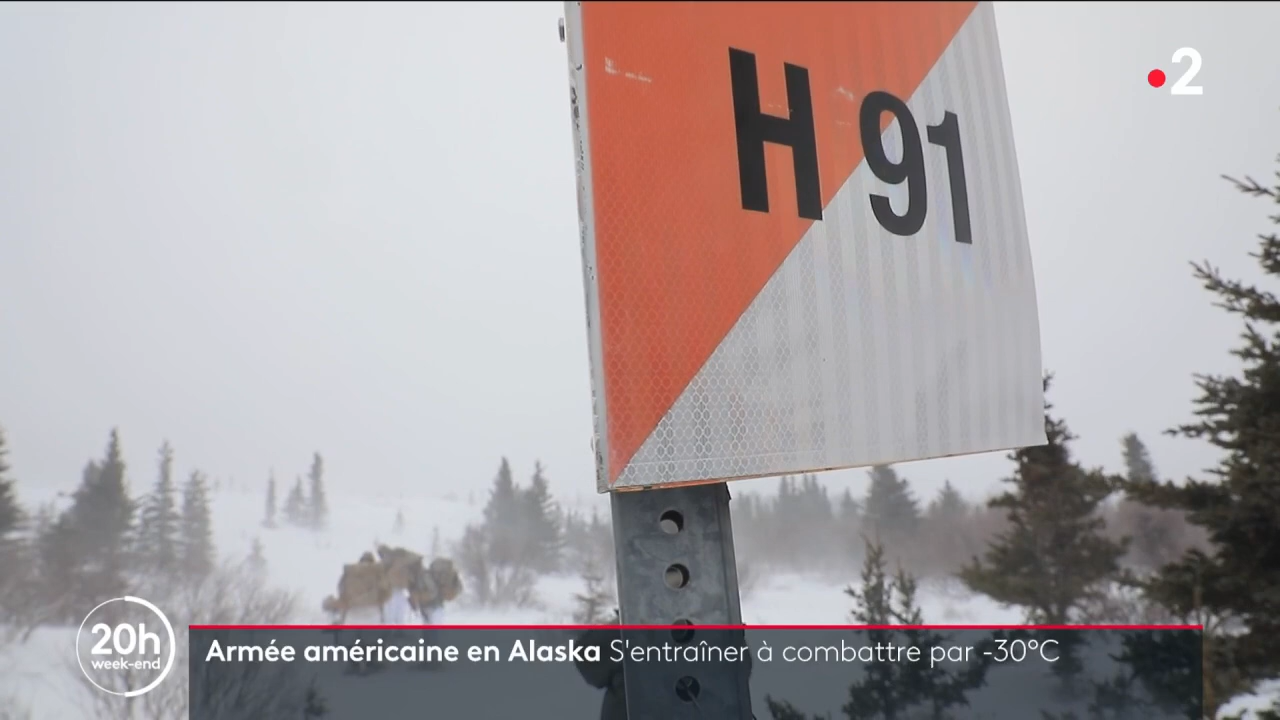 H 91
2
20h
week-end
Armée américaine en Alaska S'entraîner à combattre par -30°C